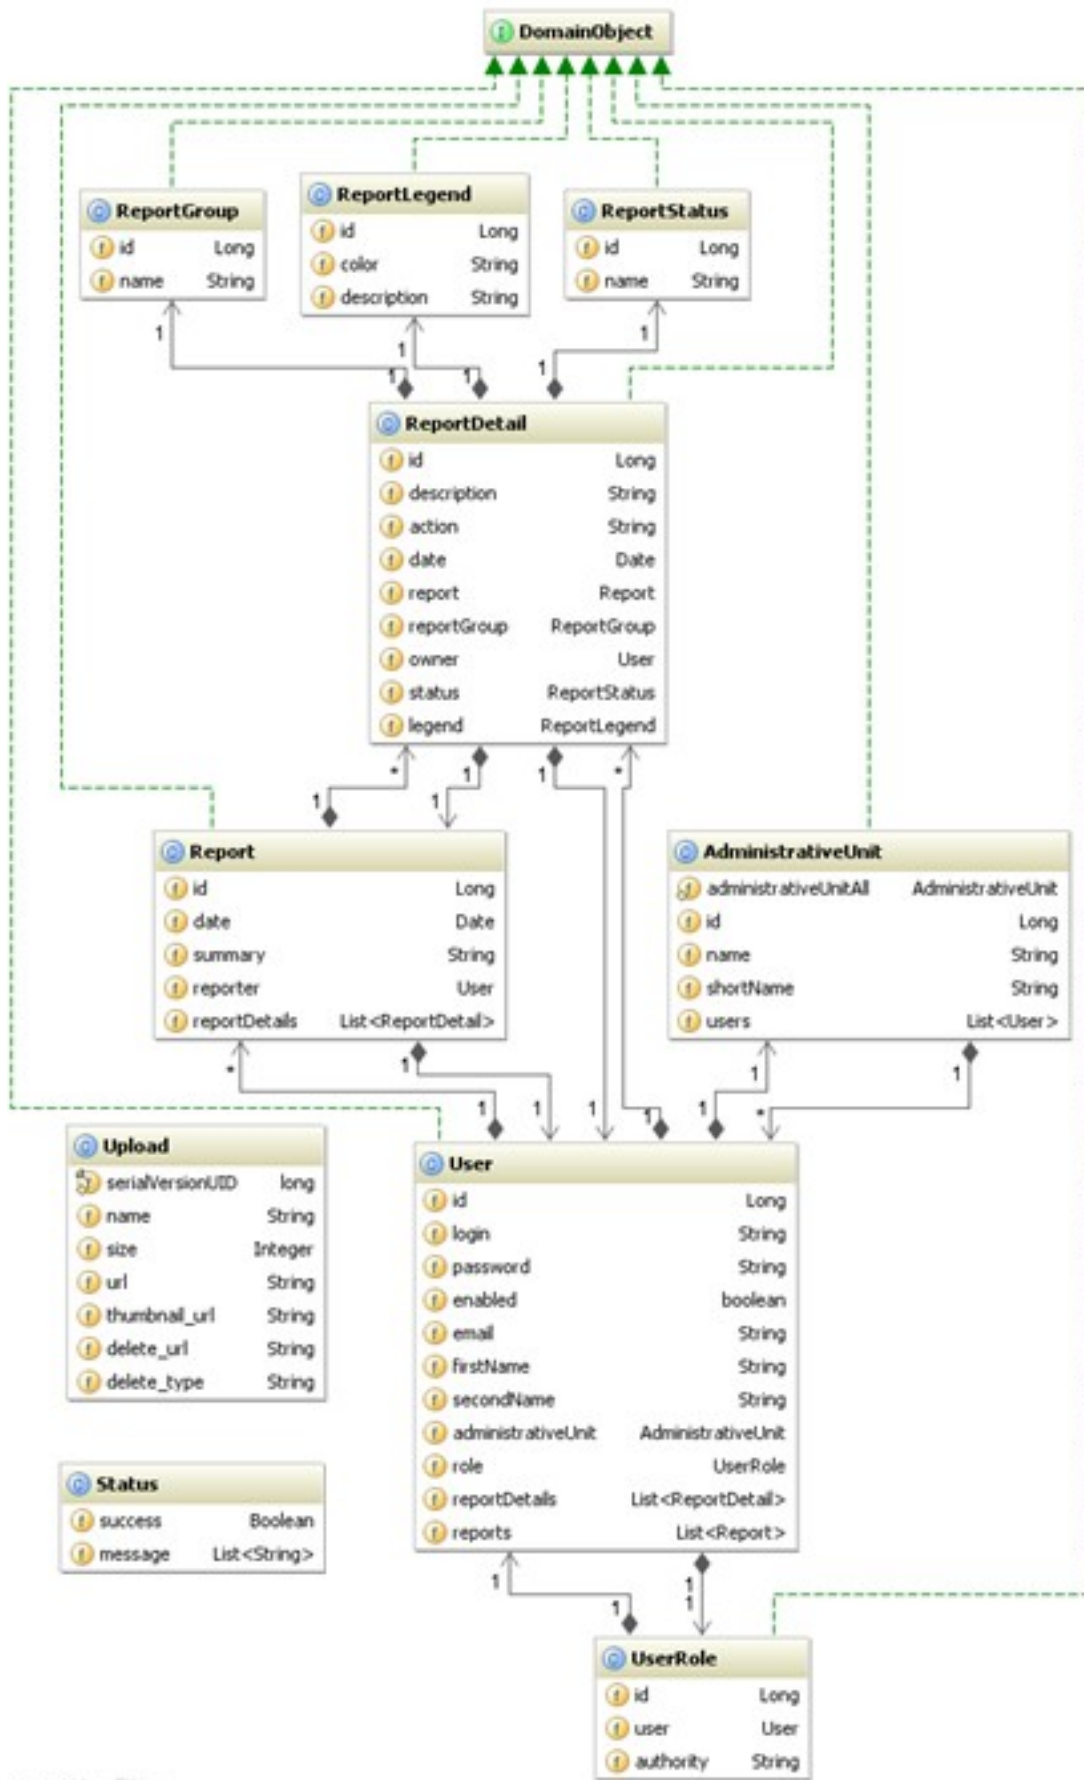 DomainObject
ReportGroup
id Long
name String
ReportLegend
id Long
color String
description String
ReportStatus
id Long
name String
1
1
1
1
1
1
ReportDetail
id Long
description String
action String
date Date
report Report
reportGroup ReportGroup
owner User
status ReportStatus
legend ReportLegend
*
1
1
*
1
1
Report
id Long
date Date
summary String
reporter User
reportDetails List<ReportDetail>
AdministrativeUnit
administrativeUnitAll AdministrativeUnit
id Long
name String
shortName String
users List<User>
*
1
1
1
1
1
1
1
1
*
Upload
serialVersionUID long
name String
size Integer
url String
thumbnail_url String
delete_url String
delete_type String
Status
success Boolean
message List<String>
User
id Long
login String
password String
enabled boolean
email String
firstName String
secondName String
administrativeUnit AdministrativeUnit
role UserRole
reportDetails List<ReportDetail>
reports List<Report>
1
1
1
1
UserRole
id Long
user User
authority String